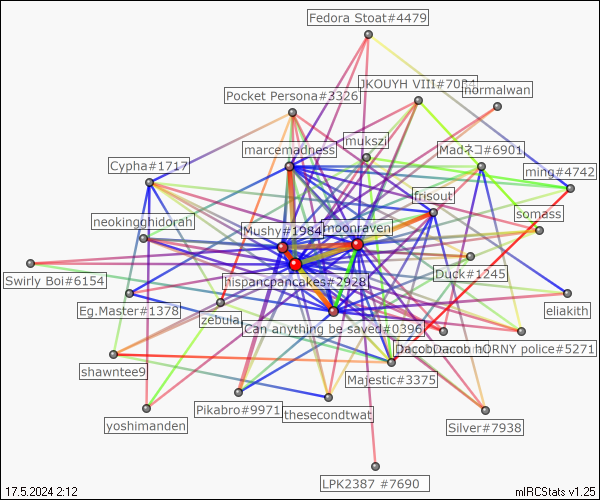 Fedora Stoat#4479
JKOUYH VIII#7034
normalwan
Pocket Persona#3326
mukszi
marcemadness
Madネコ#6901
Cypha#1717
ming#4742
frisout
neokingghidorah
somass
Mushy#1984
moonraven
Swirly Boi#6154
Duck#1245
hispancpancakes#2928
Eg.Master#1378
eliakith
zebula
Can anything be saved#0396
Dacob
Dacob
hORNY police#5271
shawntee9
Majestic#3375
Pikabro#9971
thesecondtwat
yoshimanden
Silver#7938
LPK2387 #7690
17.5.2024 2:12
mIRCStats v1.25